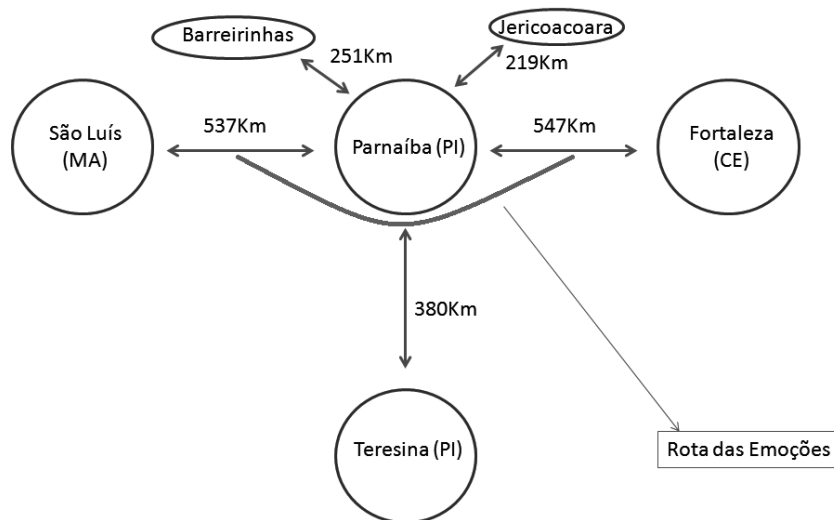 Barreirinhas
Jericoacoara
251Km
219Km
São Luís
(MA)
537Km
Parnaíba (PI)
547Km
Fortaleza
(CE)
380Km
Teresina (PI)
Rota das Emoções